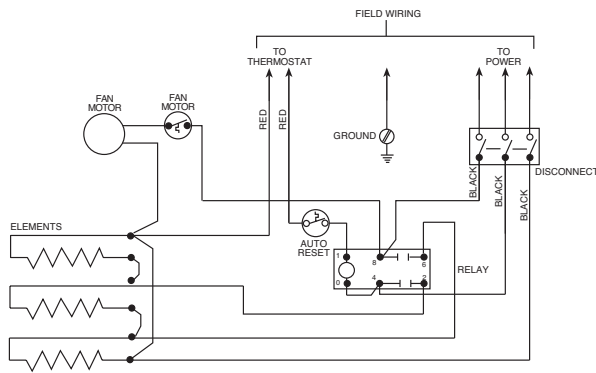 FIELD WIRING
TO
THERMOSTAT
TO
POWER
FAN
MOTOR
FAN
MOTOR
RED
RED
GROUND
BLACK
BLACK
BLACK
DISCONNECT
ELEMENTS
AUTO
RESET
1
8
6
RELAY
0
4
2